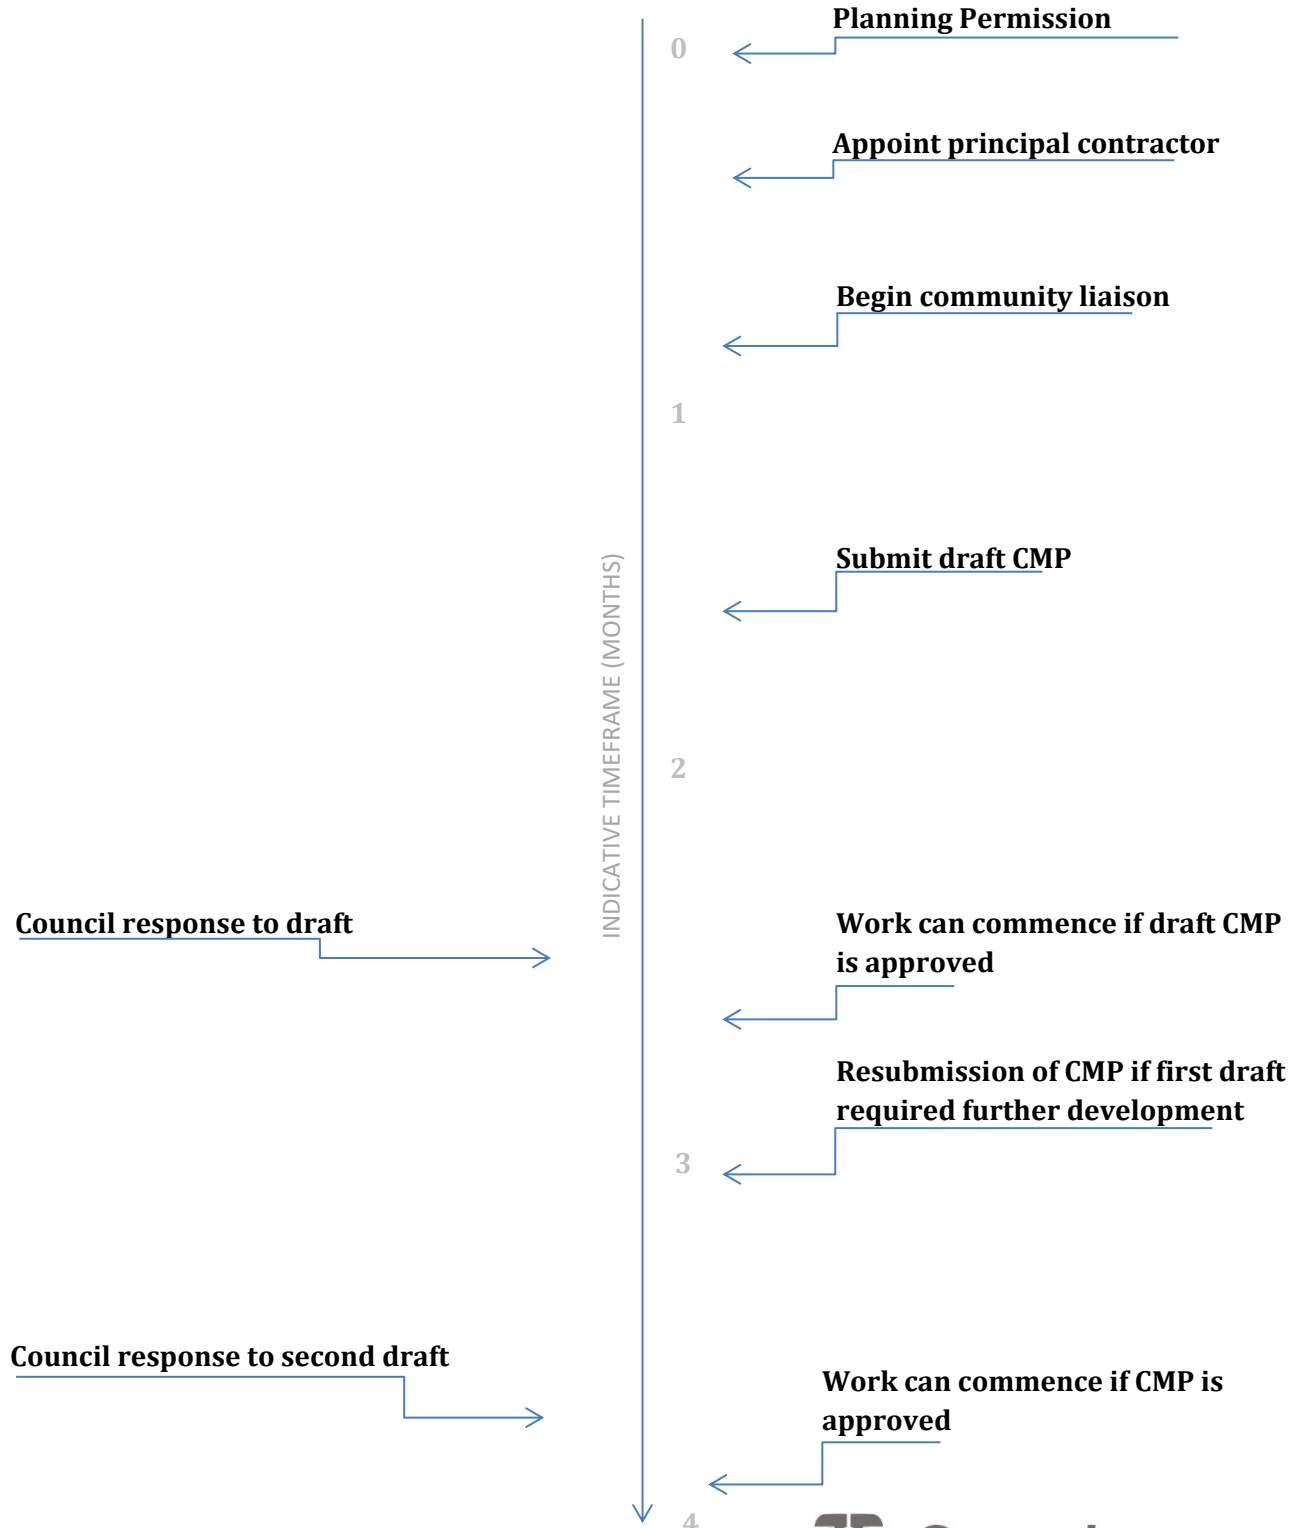 Planning Permission
0
Appoint principal contractor
Begin community liaison
1
Submit draft CMP
INDICATIVE TIMEFRAME (MONTHS)
2
Council response to draft
Work can commence if draft CMP
is approved
Resubmission of CMP if first draft
required further development
3
Council response to second draft
Work can commence if CMP is
approved
4